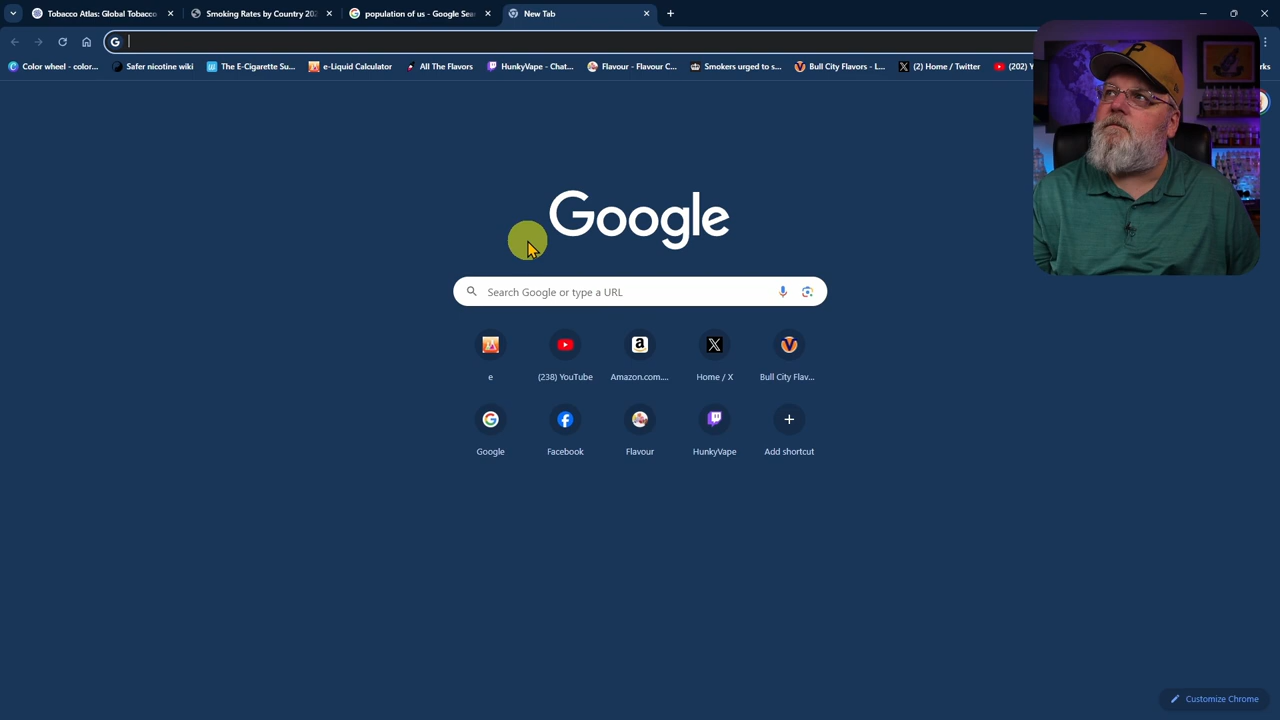 Tobacco Atlas: Global Tobacco
Smoking Rates by Country 202
population of us - Google Sea
New Tab
Color wheel - color...
Safer nicotine wiki
The E-Cigarette Su...
e-Liquid Calculator
All The Flavors
HunkyVape - Chat...
Flavour – Flavour C...
Smokers urged to s...
Bull City Flavors - L...
(2) Home / Twitter
(202) Y
rks
Google
Search Google or type a URL
e
(238) YouTube
Amazon.com....
Home / X
Bull City Flav...
Google
Facebook
Flavour
HunkyVape
Add shortcut
Customize Chrome